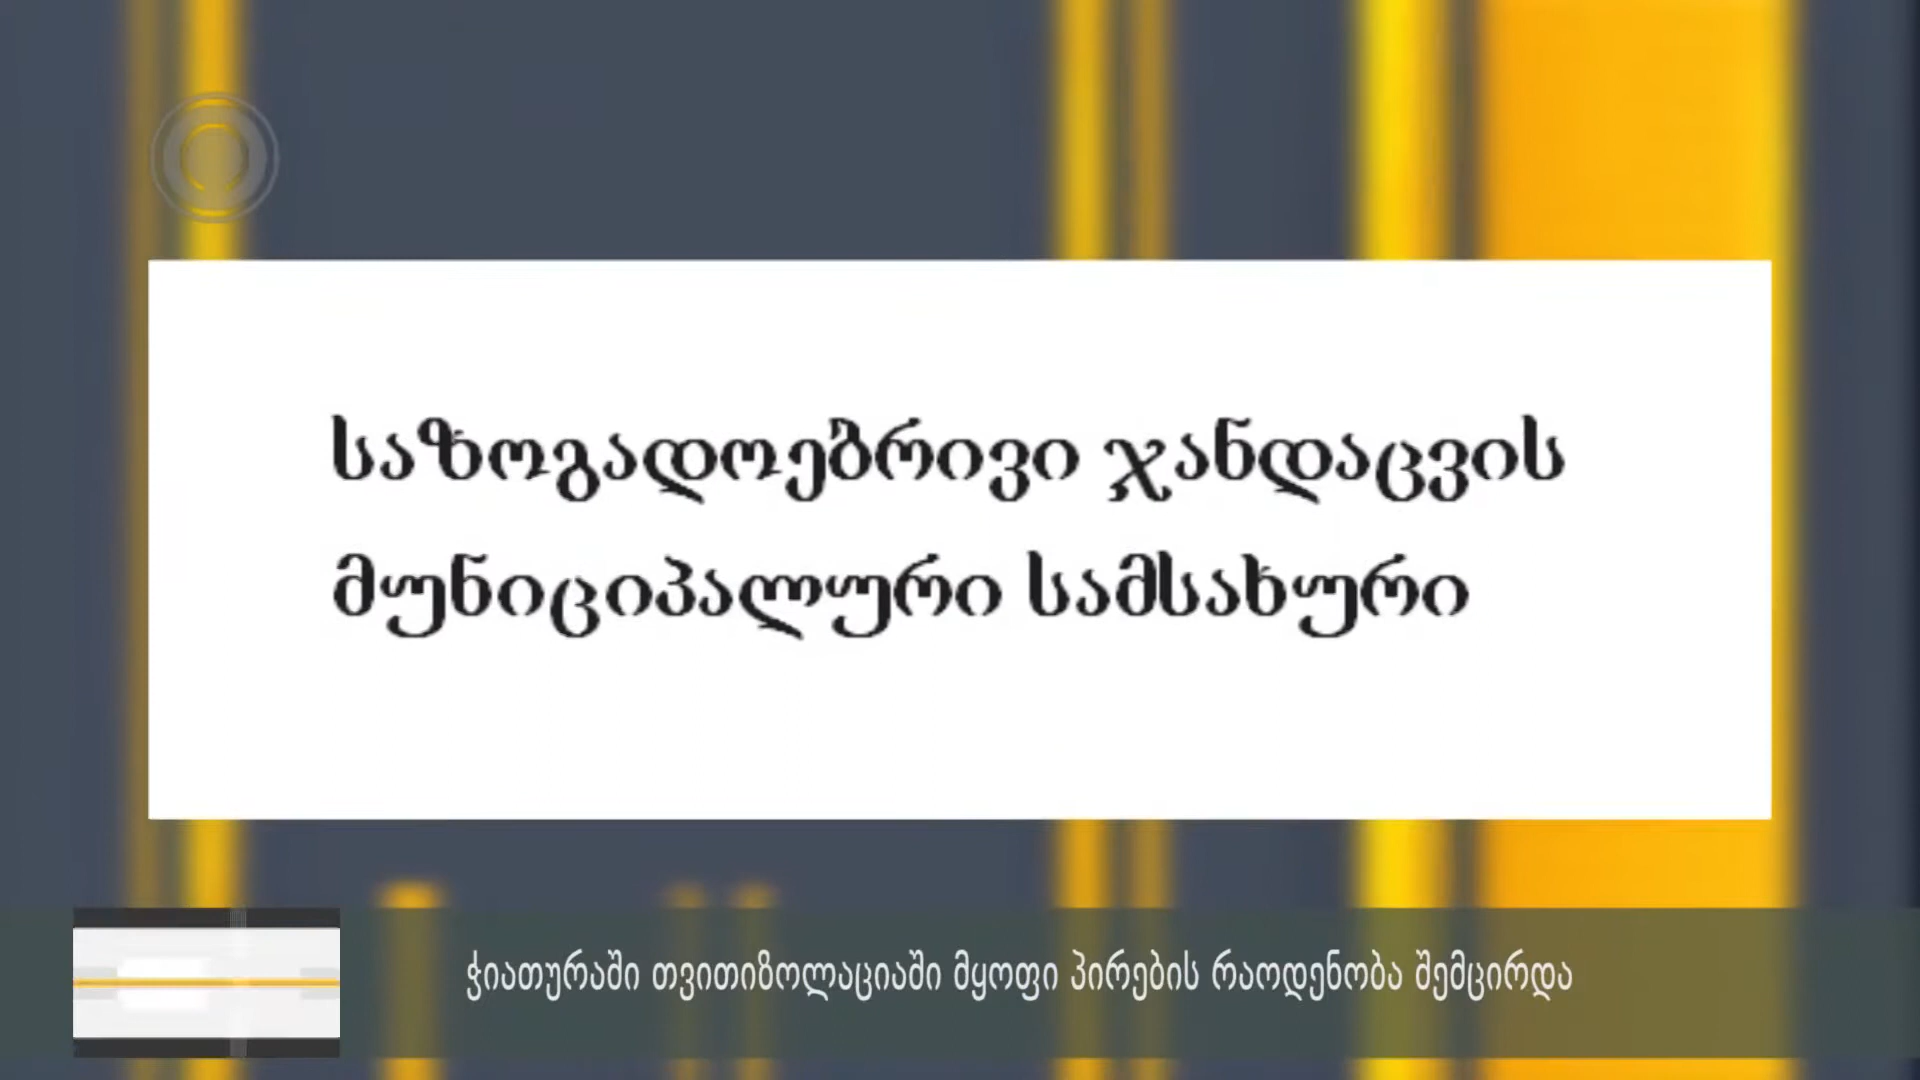 საზოგადოებრივი ჯანდაცვის
მუნიციპალური სამსახური
ჭიათურაში თვითიზოლაციაში მყოფი პირების რაოდენობა შემცირდა